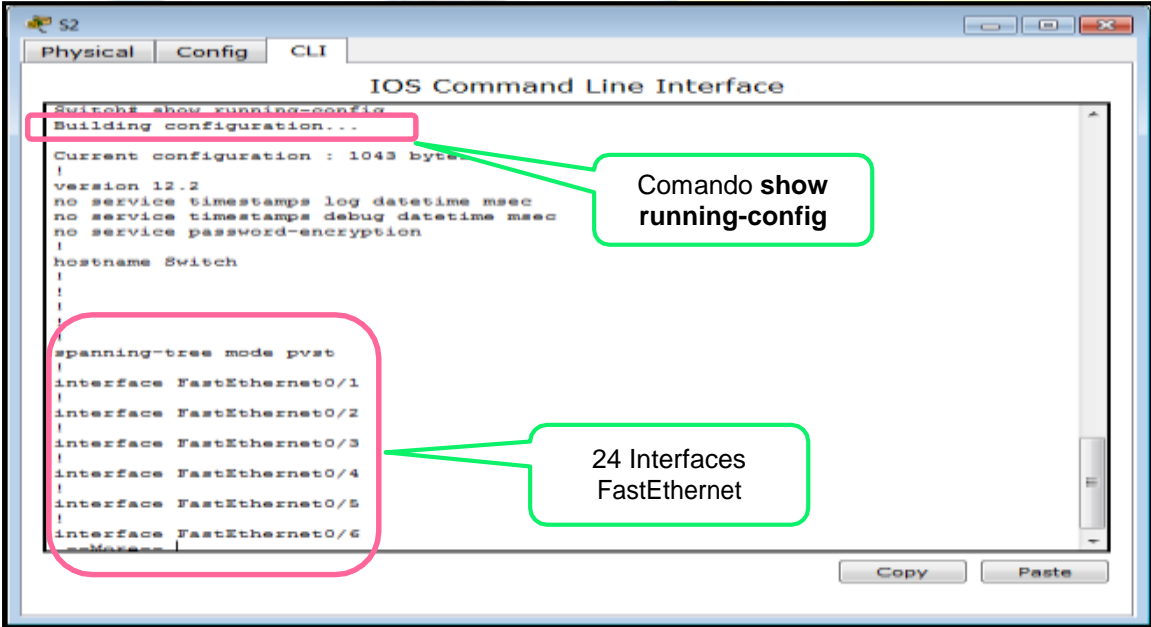 S2
Physical Config CLI
IOS Command Line Interface
Switch# show running-config
Building configuration...
Current configuration : 1043 bytes
!
version 12.2
no service timestamps log datetime msec
no service timestamps debug datetime msec
no service password-encryption
!
hostname Switch
!
!
!
!
!
spanning-tree mode pvst
!
interface FastEthernet0/1
!
interface FastEthernet0/2
!
interface FastEthernet0/3
!
interface FastEthernet0/4
!
interface FastEthernet0/5
!
interface FastEthernet0/6
--More--
Comando show
running-config
24 Interfaces
FastEthernet
Copy Paste